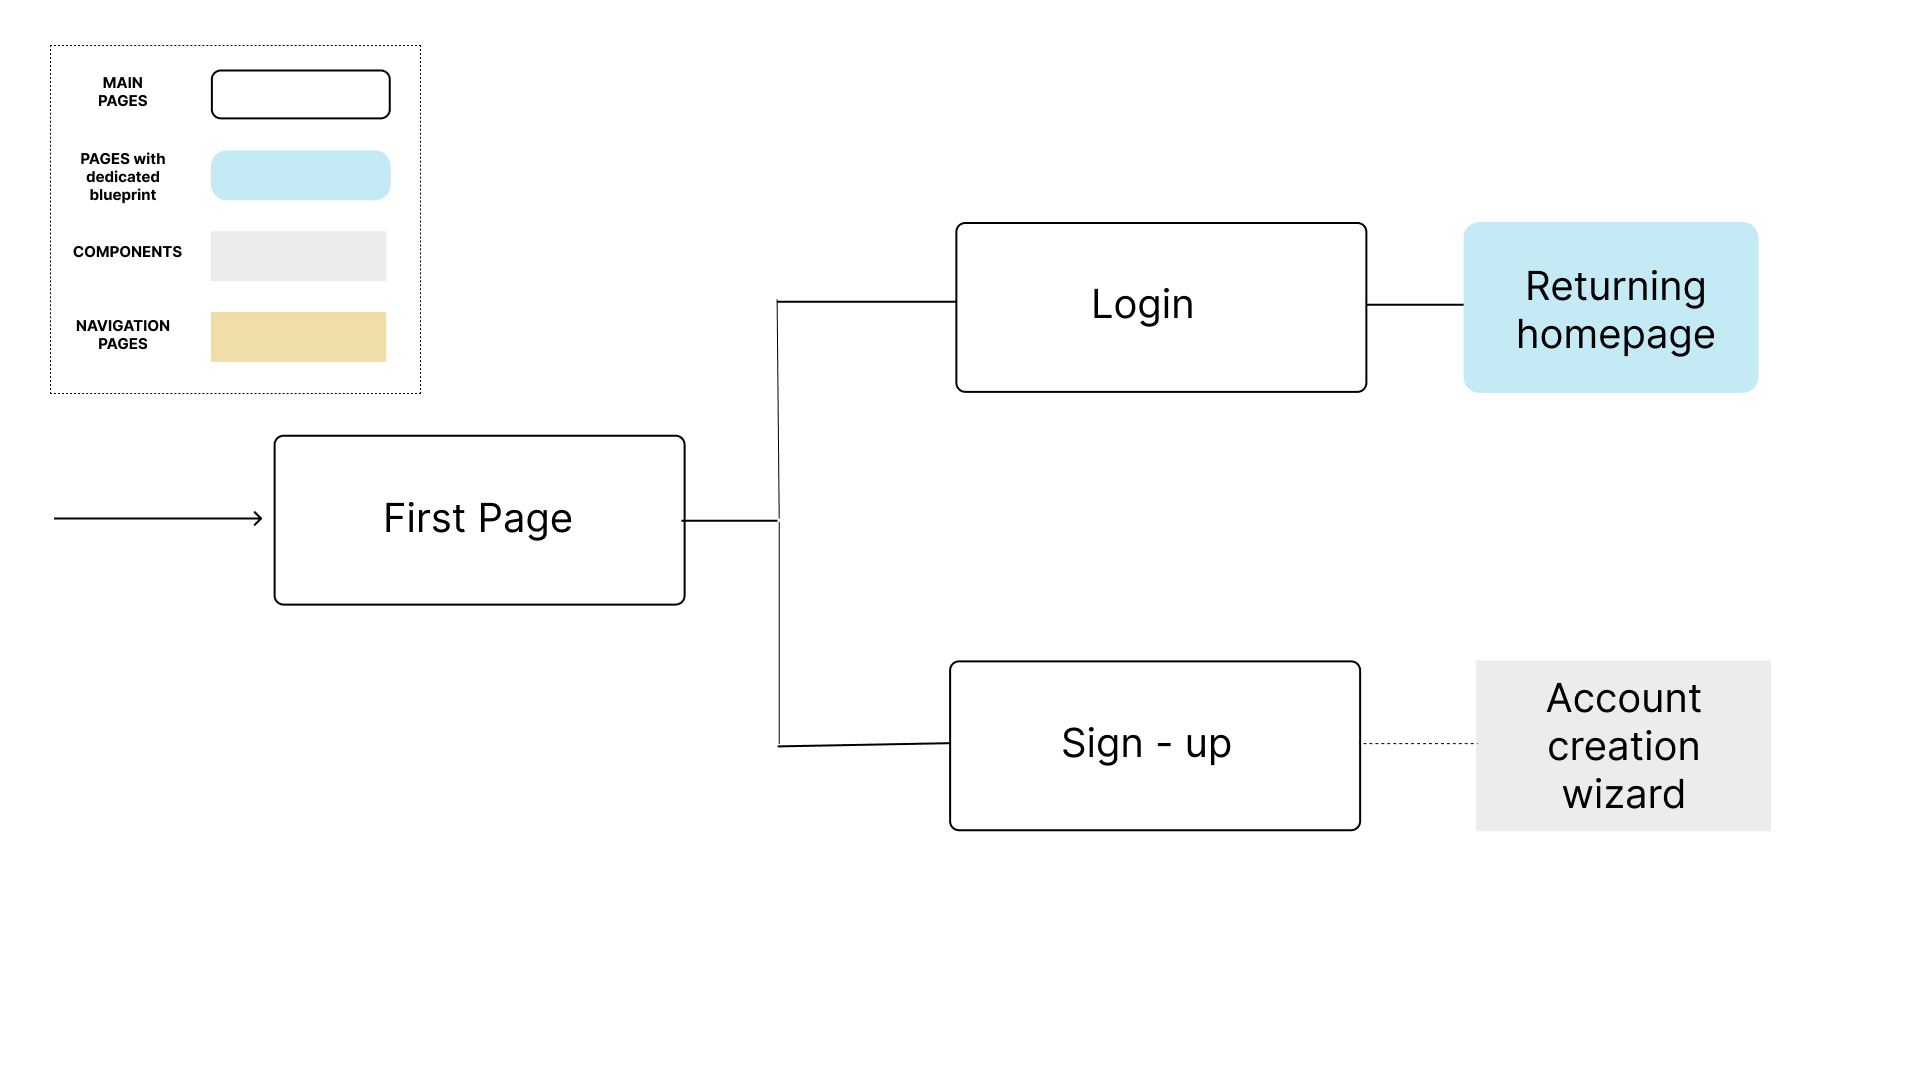 MAIN
PAGES
PAGES with
dedicated
blueprint
COMPONENTS
NAVIGATION
PAGES
First Page
Login
Returning
homepage
Sign - up
Account
creation
wizard